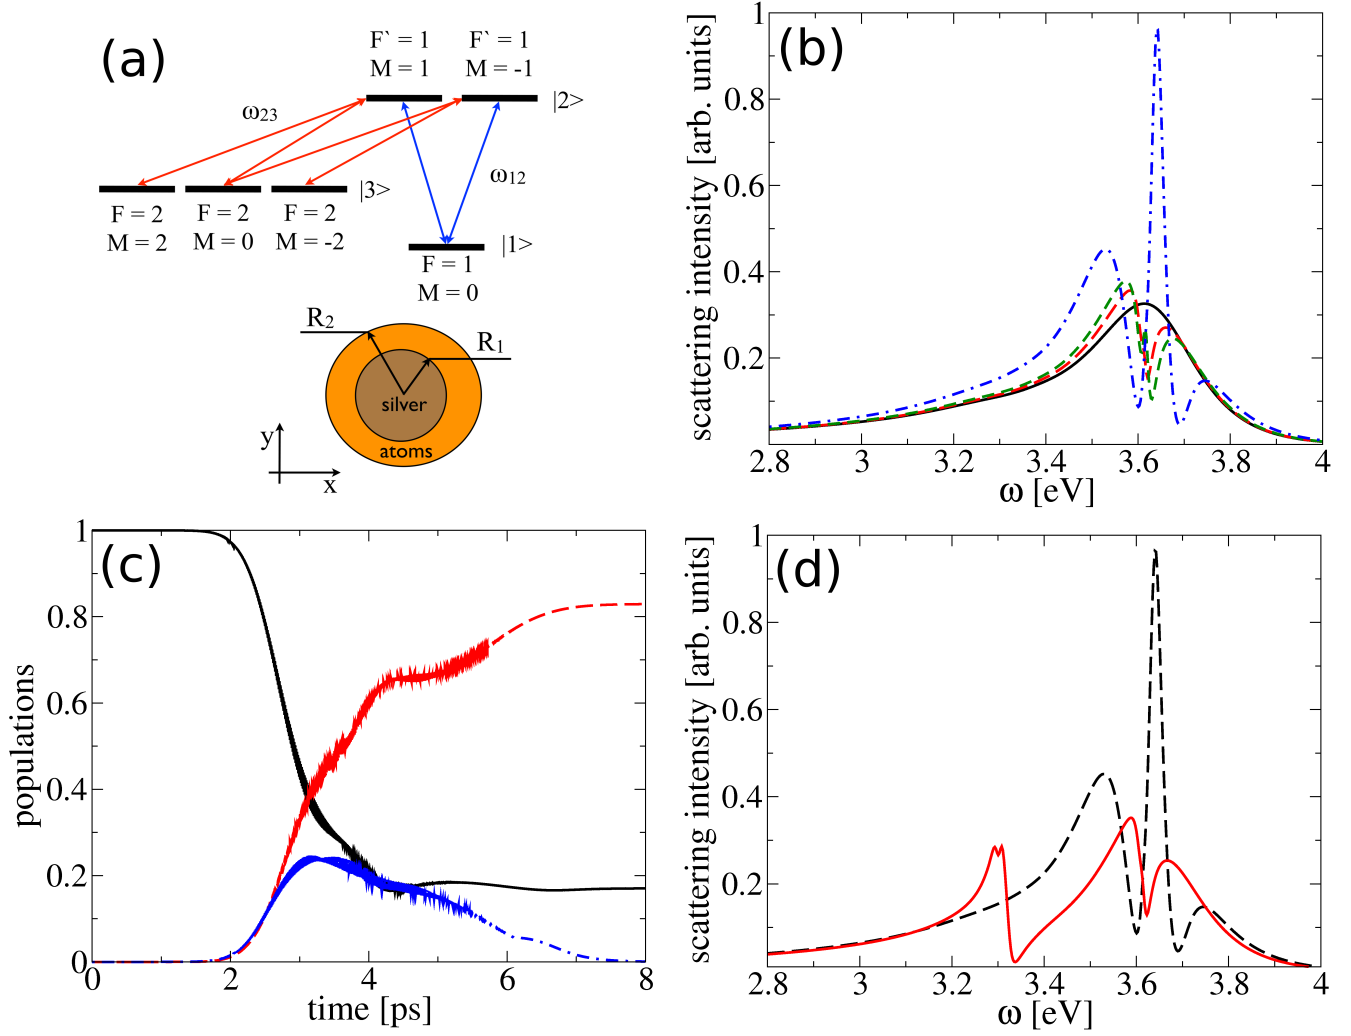 (a)
F` = 1 F` = 1
M = 1 M = -1
ω23
|2>
|3>
ω12
F = 2 F = 2 F = 2
M = 2 M = 0 M = -2
|1>
F = 1
M = 0
R2
R1
silver
atoms
y
x
(b)
scattering intensity [arb. units]
1
0.8
0.6
0.4
0.2
2.8 3 3.2 3.4 3.6 3.8 4
ω [eV]
(c)
populations
1
0.8
0.6
0.4
0.2
0
0 2 4 6 8
time [ps]
(d)
scattering intensity [arb. units]
1
0.8
0.6
0.4
0.2
2.8 3 3.2 3.4 3.6 3.8 4
ω [eV]